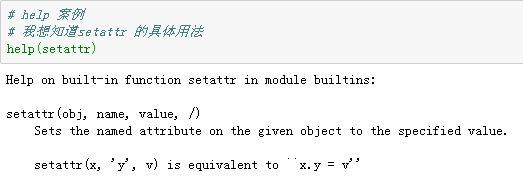 # help 案例
# 我想知道setattr 的具体用法
help(setattr)
Help on built-in function setattr in module builtins:
setattr(obj, name, value, /)
Sets the named attribute on the given object to the specified value.
setattr(x, 'y', v) is equivalent to ``x.y = v''